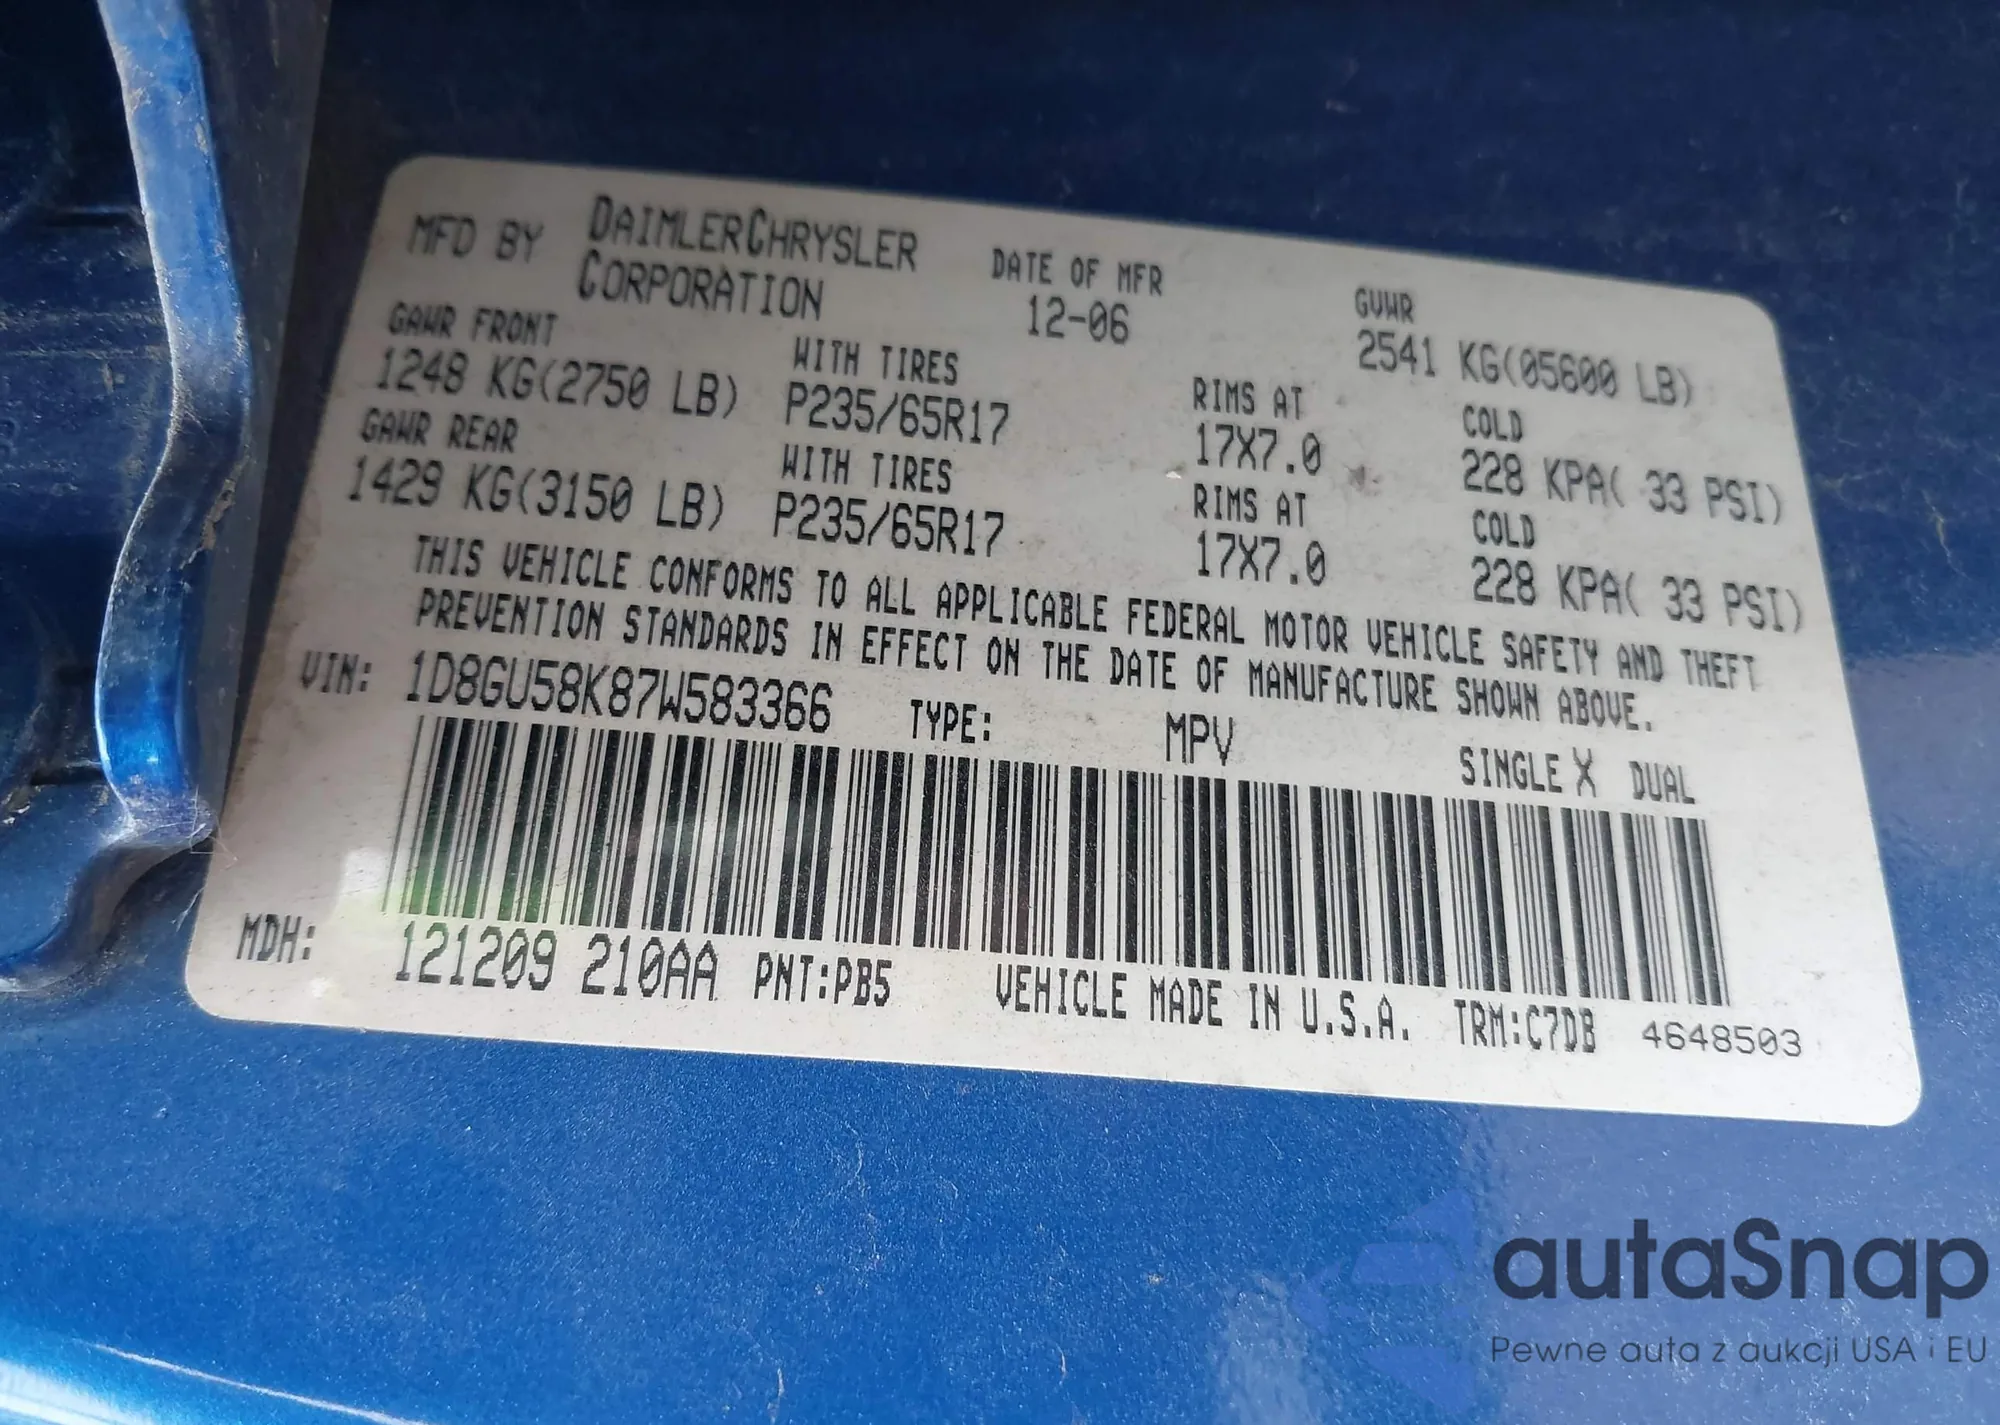 MFD BY DAIMLERCHRYSLER CORPORATION
DATE OF MFR
12-06
GVWR
2541 KG(05600 LB)
GAWR FRONT
1248 KG(2750 LB)
WITH TIRES
P235/65R17
RIMS AT
17X7.0
COLD
228 KPA( 33 PSI)
GAWR REAR
1429 KG(3150 LB)
WITH TIRES
P235/65R17
RIMS AT
17X7.0
COLD
228 KPA( 33 PSI)
THIS VEHICLE CONFORMS TO ALL APPLICABLE FEDERAL MOTOR VEHICLE SAFETY AND THEFT
PREVENTION STANDARDS IN EFFECT ON THE DATE OF MANUFACTURE SHOWN ABOVE.
VIN: 1D8GU58K87W583366 TYPE: MPV SINGLE X DUAL
MDH: 121209 210AA PNT:PB5 VEHICLE MADE IN U.S.A. TRM:C7DB 4648503
autaSnap
Pewne auta z aukcji USA i EU